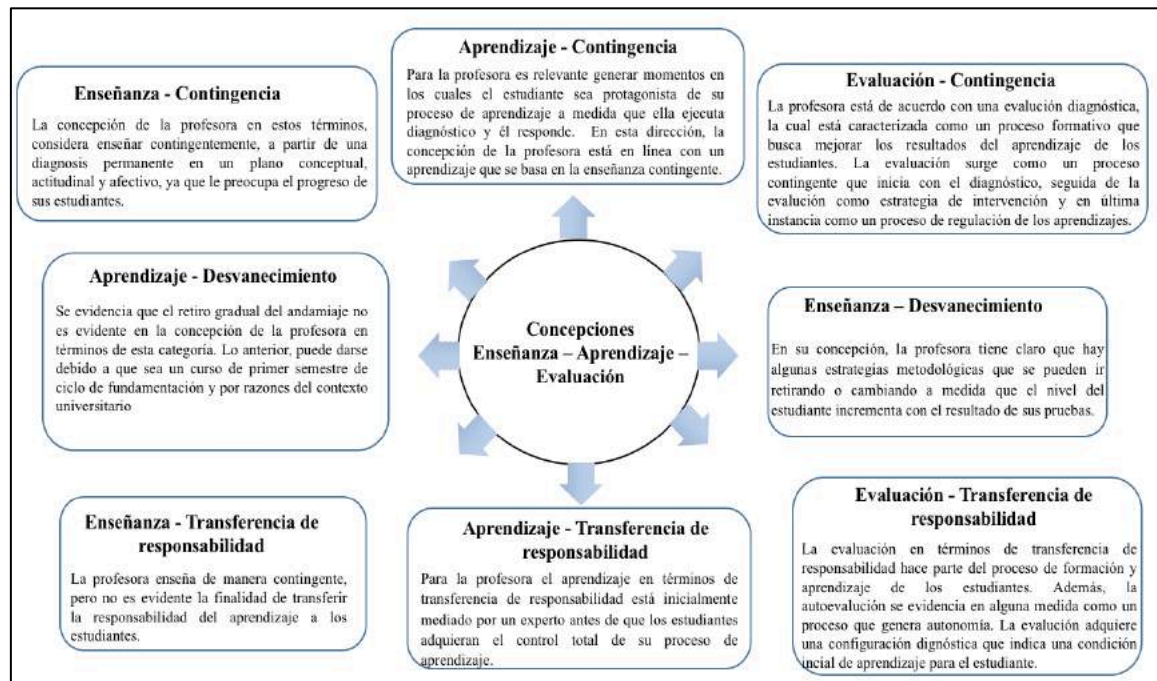 Aprendizaje - Contingencia
Para la profesora es relevante generar momentos en
los cuales el estudiante sea protagonista de su
proceso de aprendizaje a medida que ella ejecuta
diagnóstico y él responde. En esta dirección, la
concepción de la profesora está en línea con un
aprendizaje que se basa en la enseñanza contingente.
Enseñanza - Contingencia
La concepción de la profesora en estos términos,
considera enseñar contingentemente, a partir de una
diagnosis permanente en un plano conceptual,
actitudinal y afectivo, ya que le preocupa el progreso de
sus estudiantes.
Evaluación - Contingencia
La profesora está de acuerdo con una evalución diagnóstica,
la cual está caracterizada como un proceso formativo que
busca mejorar los resultados del aprendizaje de los
estudiantes. La evaluación surge como un proceso
contingente que inicia con el diagnóstico, seguida de la
evalución como estrategia de intervención y en última
instancia como un proceso de regulación de los aprendizajes.
Aprendizaje - Desvanecimiento
Se evidencia que el retiro gradual del andamiaje no
es evidente en la concepción de la profesora en
términos de esta categoría. Lo anterior, puede darse
debido a que sea un curso de primer semestre de
ciclo de fundamentación y por razones del contexto
universitario
Concepciones
Enseñanza – Aprendizaje –
Evaluación
Enseñanza – Desvanecimiento
En su concepción, la profesora tiene claro que hay
algunas estrategias metodológicas que se pueden ir
retirando o cambiando a medida que el nivel del
estudiante incrementa con el resultado de sus pruebas.
Enseñanza - Transferencia de
responsabilidad
La profesora enseña de manera contingente,
pero no es evidente la finalidad de transferir
la responsabilidad del aprendizaje a los
estudiantes.
Aprendizaje - Transferencia de
responsabilidad
Para la profesora el aprendizaje en términos de
transferencia de responsabilidad está inicialmente
mediado por un experto antes de que los estudiantes
adquieran el control total de su proceso de
aprendizaje.
Evaluación - Transferencia de
responsabilidad
La evaluación en términos de transferencia de
responsabilidad hace parte del proceso de formación y
aprendizaje de los estudiantes. Además, la
autoevalución se evidencia en alguna medida como un
proceso que genera autonomía. La evaluación adquiere
una configuración dignóstica que indica una condición
incial de aprendizaje para el estudiante.